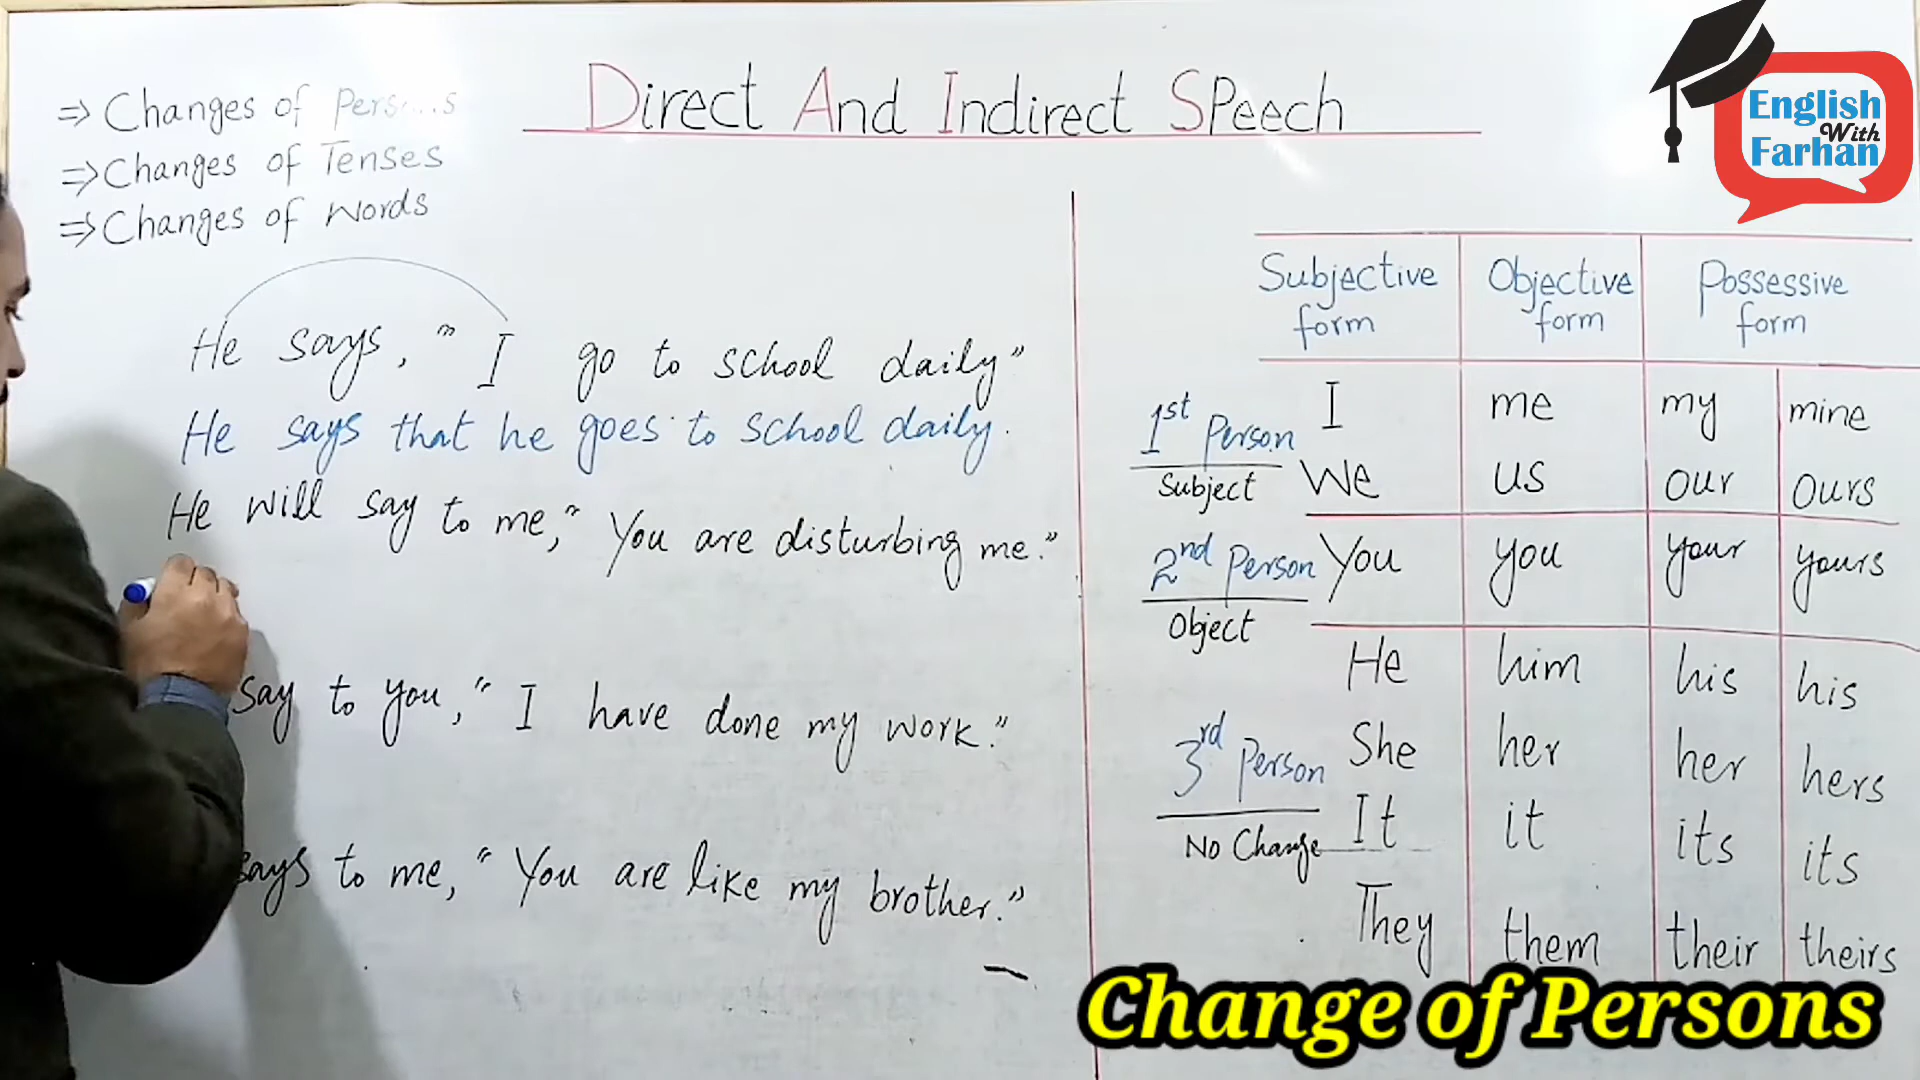 Direct And Indirect SPeech
English
With
Farhan
⇒ Changes of
⇒ Changes of Tenses
⇒ Changes of words
He says, " I go to school daily"
He says that he goes to school daily.
He will say to me, " You are disturbing me."
say to you, " I have done my work."
says to me, " You are like my brother."
Subjective form Objective form Possessive form
1st Person Subject
I me my mine
We us our ours
2nd Person Object
You you your yours
3rd Person No Change
He him his his
She her her hers
It it its its
They them their theirs
Change of Persons